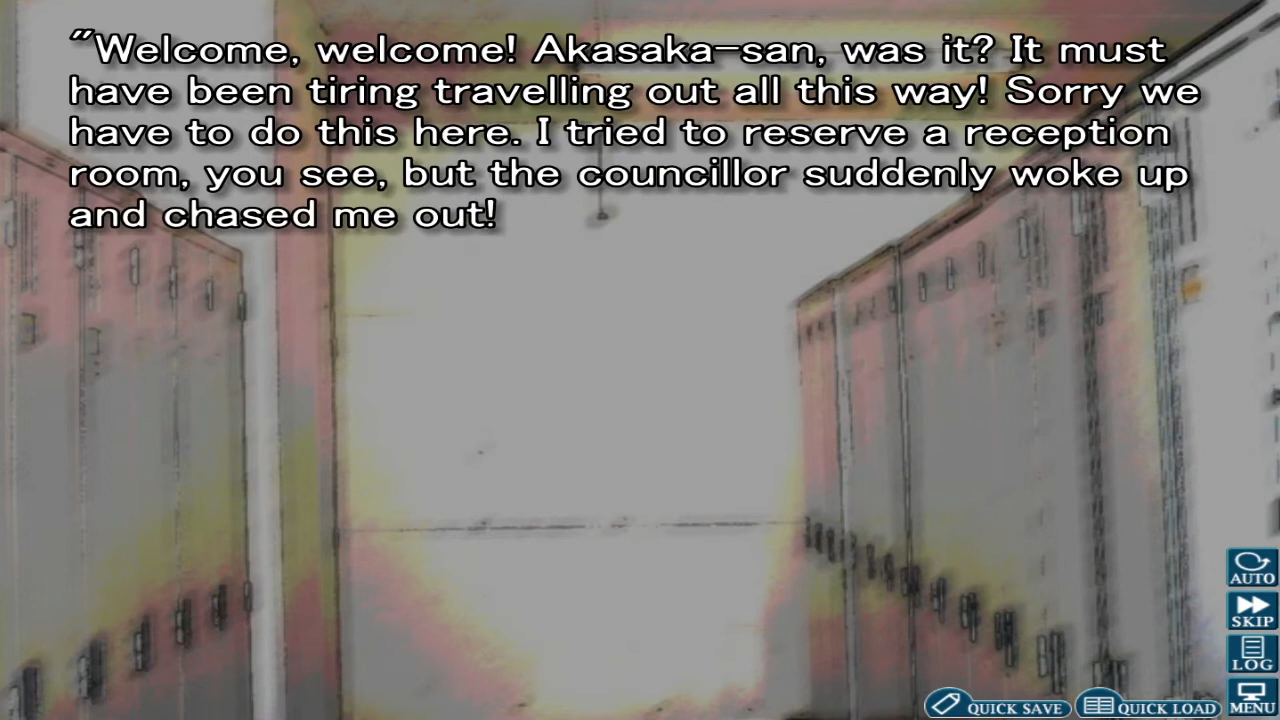 "Welcome, welcome! Akasaka-san, was it? It must
have been tiring travelling out all this way! Sorry we
have to do this here. I tried to reserve a reception
room, you see, but the councillor suddenly woke up
and chased me out!
AUTO
SKIP
LOG
MENU
QUICK SAVE
QUICK LOAD